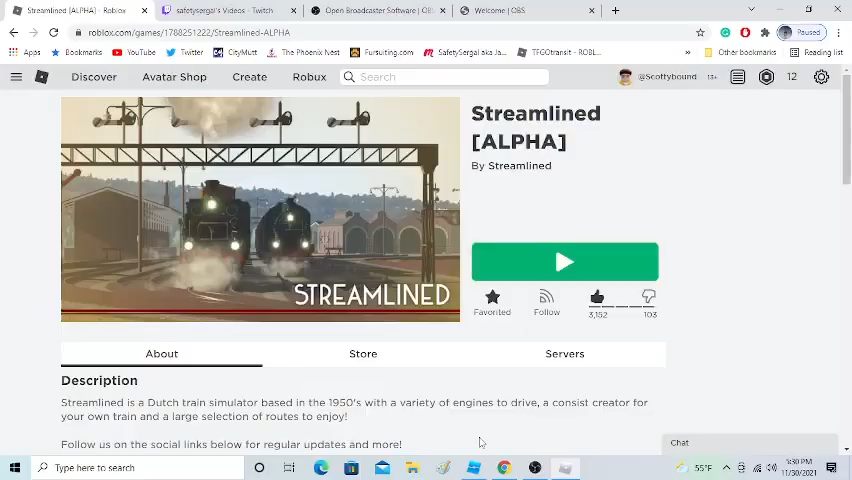 Streamlined [ALPHA] - Roblox
safetysergal's Videos - Twitch
Open Broadcaster Software | OBS
Welcome | OBS
roblox.com/games/1788251222/Streamlined-ALPHA
Paused
Apps
Bookmarks
YouTube
Twitter
CityMutt
The Phoenix Nest
Fursuiting.com
SafetySergal aka Ja...
TFGOtransit - ROBL...
Other bookmarks
Reading list
Discover
Avatar Shop
Create
Robux
Search
@Scottybound
13+
12
Streamlined
[ALPHA]
By Streamlined
STREAMLINED
Favorited
Follow
3,152
103
About
Store
Servers
Description
Streamlined is a Dutch train simulator based in the 1950's with a variety of engines to drive, a consist creator for
your own train and a large selection of routes to enjoy!
Follow us on the social links below for regular updates and more!
Chat
Type here to search
55°F
11/30/2021